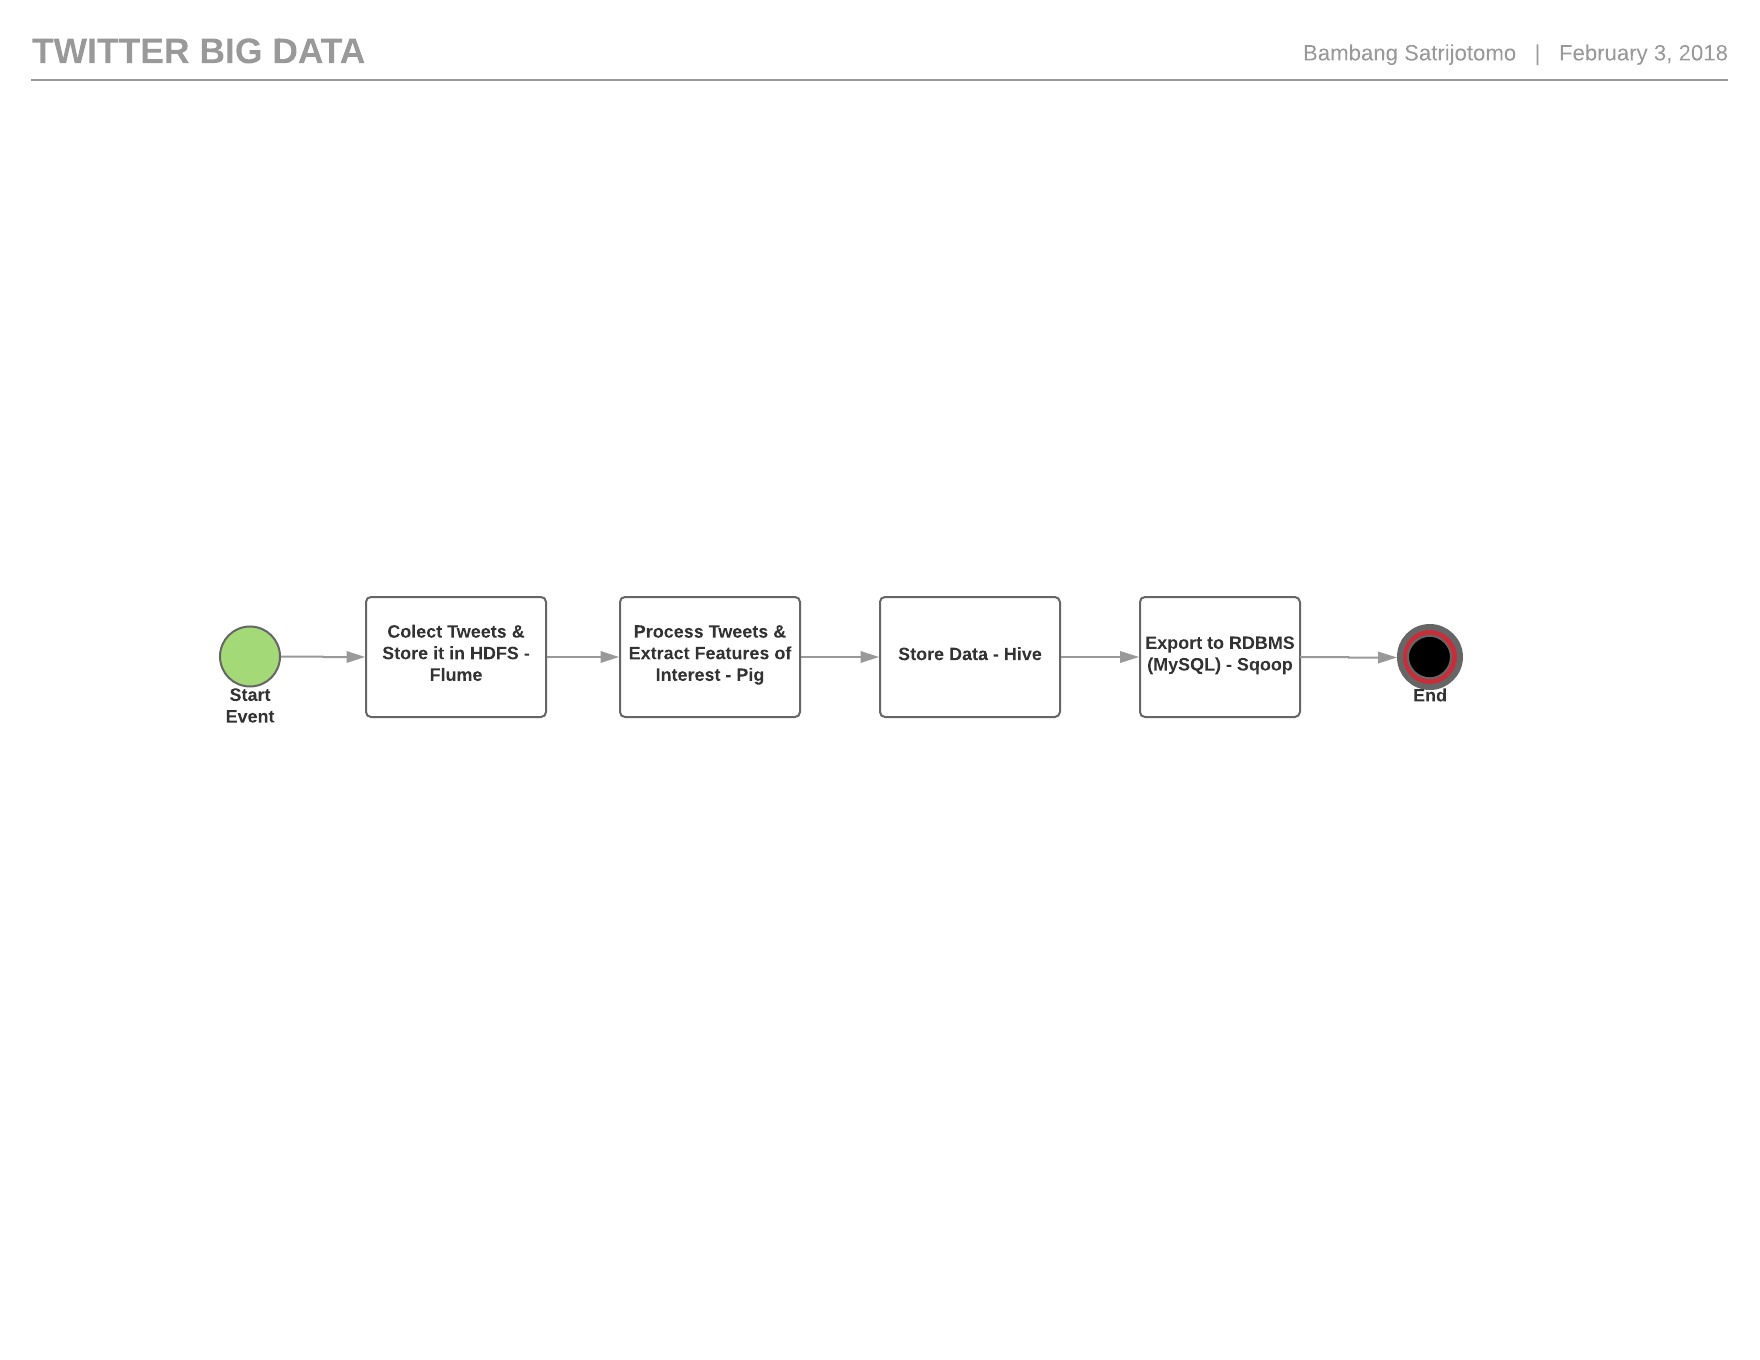 TWITTER BIG DATA
Bambang Satrijotomo | February 3, 2018
Start
Event
Colect Tweets &
Store it in HDFS -
Flume
Process Tweets &
Extract Features of
Interest - Pig
Store Data - Hive
Export to RDBMS
(MySQL) - Sqoop
End